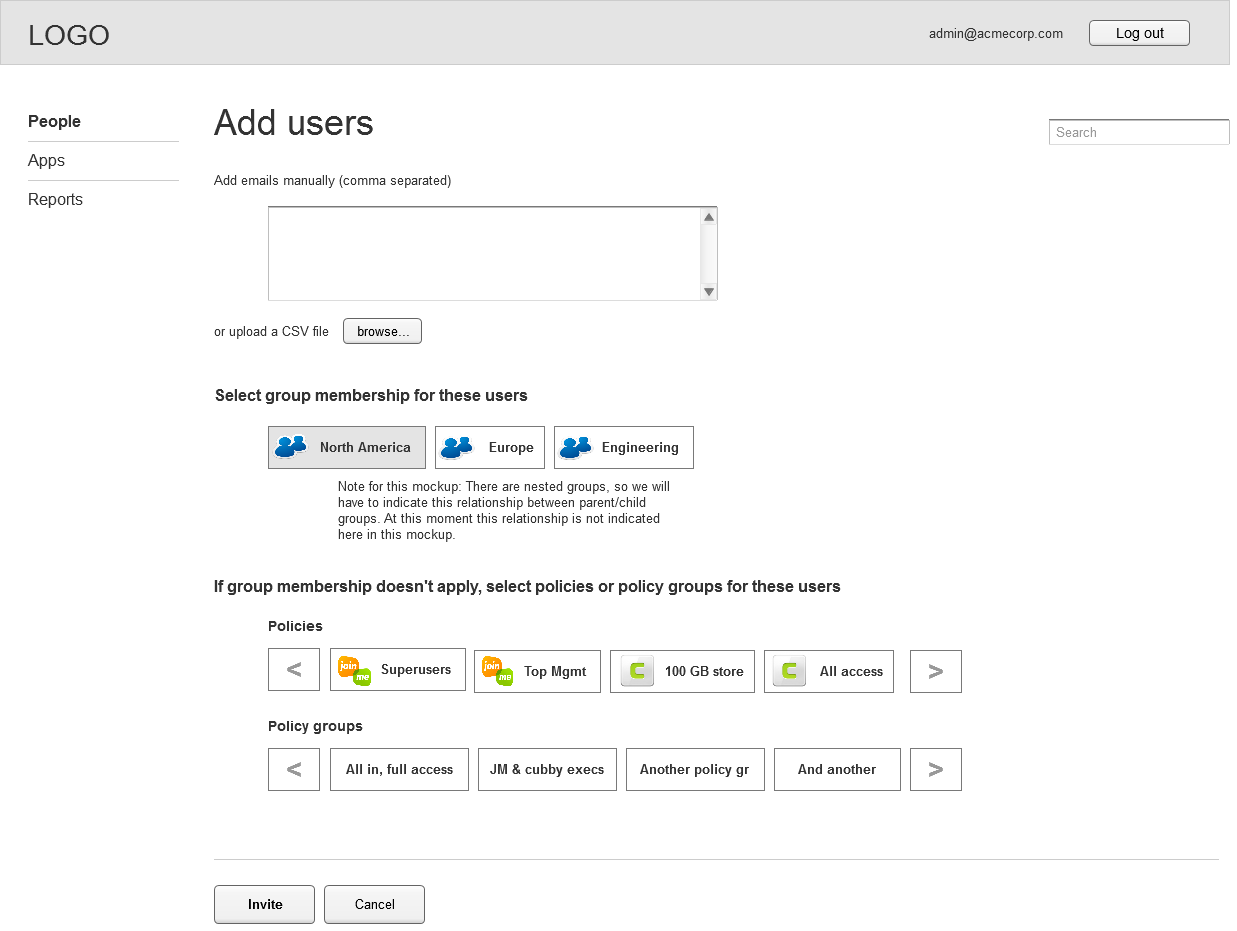 LOGO
admin@acmecorp.com
Log out
People
Apps
Reports
Add users
Search
Add emails manually (comma separated)
or upload a CSV file
browse...
Select group membership for these users
North America
Europe
Engineering
Note for this mockup: There are nested groups, so we will
have to indicate this relationship between parent/child
groups. At this moment this relationship is not indicated
here in this mockup.
If group membership doesn't apply, select policies or policy groups for these users
Policies
<
join me
Superusers
join me
Top Mgmt
C
100 GB store
C
All access
>
Policy groups
<
All in, full access
JM & cubby execs
Another policy gr
And another
>
Invite
Cancel